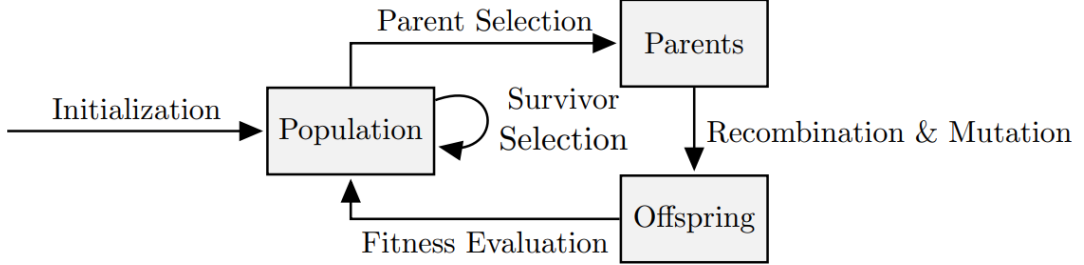 Parent Selection
Parents
Initialization
Population
Survivor
Selection
Recombination & Mutation
Offspring
Fitness Evaluation